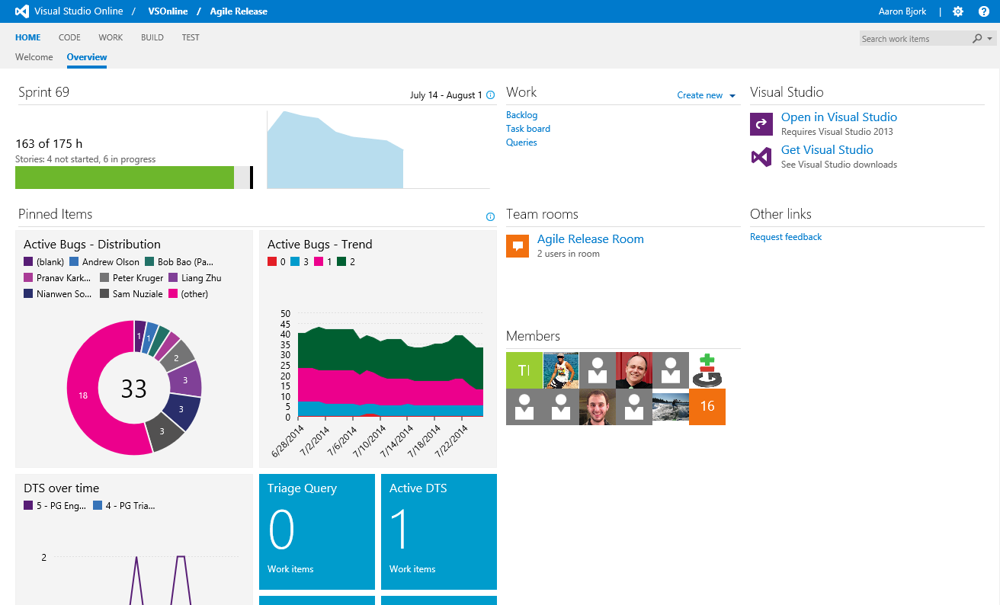 Visual Studio Online / VSOnline / Agile Release
Aaron Bjork |
HOME CODE WORK BUILD TEST
Search work items
Welcome Overview
Sprint 69
July 14 - August 1
163 of 175 h
Stories: 4 not started, 6 in progress
Work
Create new
Backlog
Task board
Queries
Visual Studio
Open in Visual Studio
Requires Visual Studio 2013
Get Visual Studio
See Visual Studio downloads
Pinned Items
Team rooms
Agile Release Room
2 users in room
Other links
Request feedback
Active Bugs - Distribution
(blank) Andrew Olson Bob Bao (Pa...
Pranav Kark... Peter Kruger Liang Zhu
Nianwen So... Sam Nuziale (other)
1
1
2
3
3
3
18
33
Active Bugs - Trend
0 3 1 2
50
45
40
35
30
25
20
15
10
5
0
6/28/2014
7/2/2014
7/6/2014
7/10/2014
7/14/2014
7/18/2014
7/22/2014
Members
TI
16
DTS over time
5 - PG Eng... 4 - PG Tria...
2
Triage Query
0
Work items
Active DTS
1
Work items